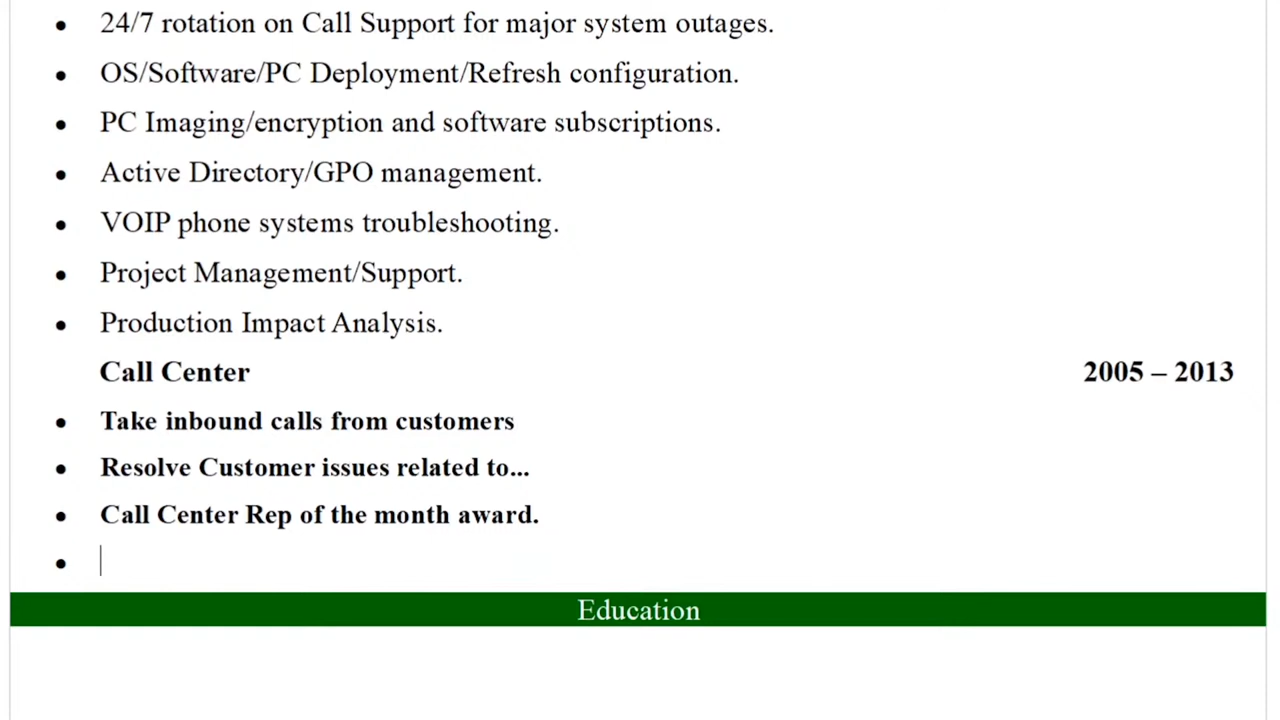 24/7 rotation on Call Support for major system outages.
OS/Software/PC Deployment/Refresh configuration.
PC Imaging/encryption and software subscriptions.
Active Directory/GPO management.
VOIP phone systems troubleshooting.
Project Management/Support.
Production Impact Analysis.
Call Center 2005 – 2013
Take inbound calls from customers
Resolve Customer issues related to...
Call Center Rep of the month award.
Education